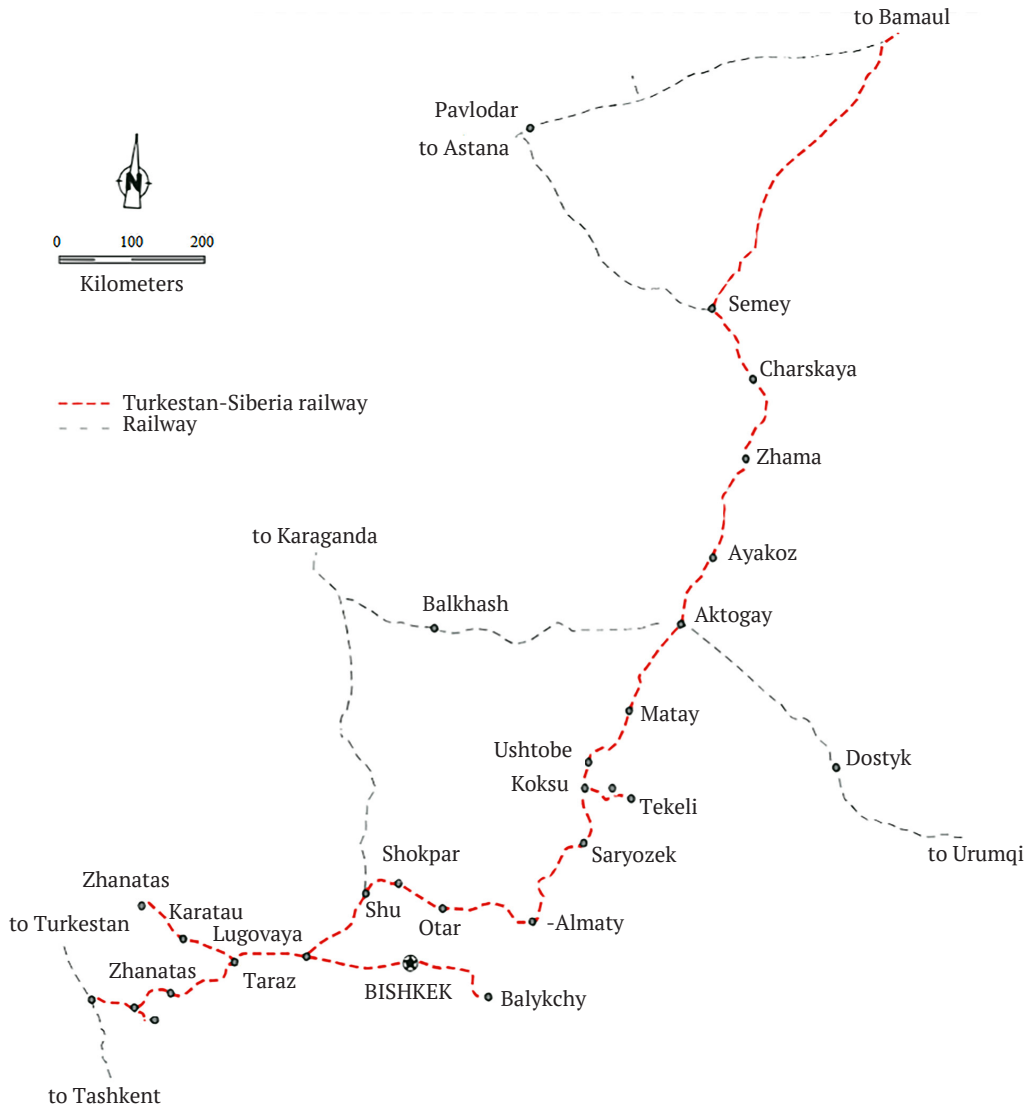 to Bamaul
Pavlodar
to Astana
N
0 100 200
Kilometers
Semey
Charskaya
Turkestan-Siberia railway
Railway
Zhama
to Karaganda
Ayakoz
Balkhash
Aktogay
Matay
Ushtobe
Dostyk
Koksu
Tekeli
Saryozek
to Urumqi
Shokpar
Zhanatas
Shu
Karatau
Otar
-Almaty
to Turkestan
Lugovaya
Zhanatas
Taraz
BISHKEK
Balykchy
to Tashkent